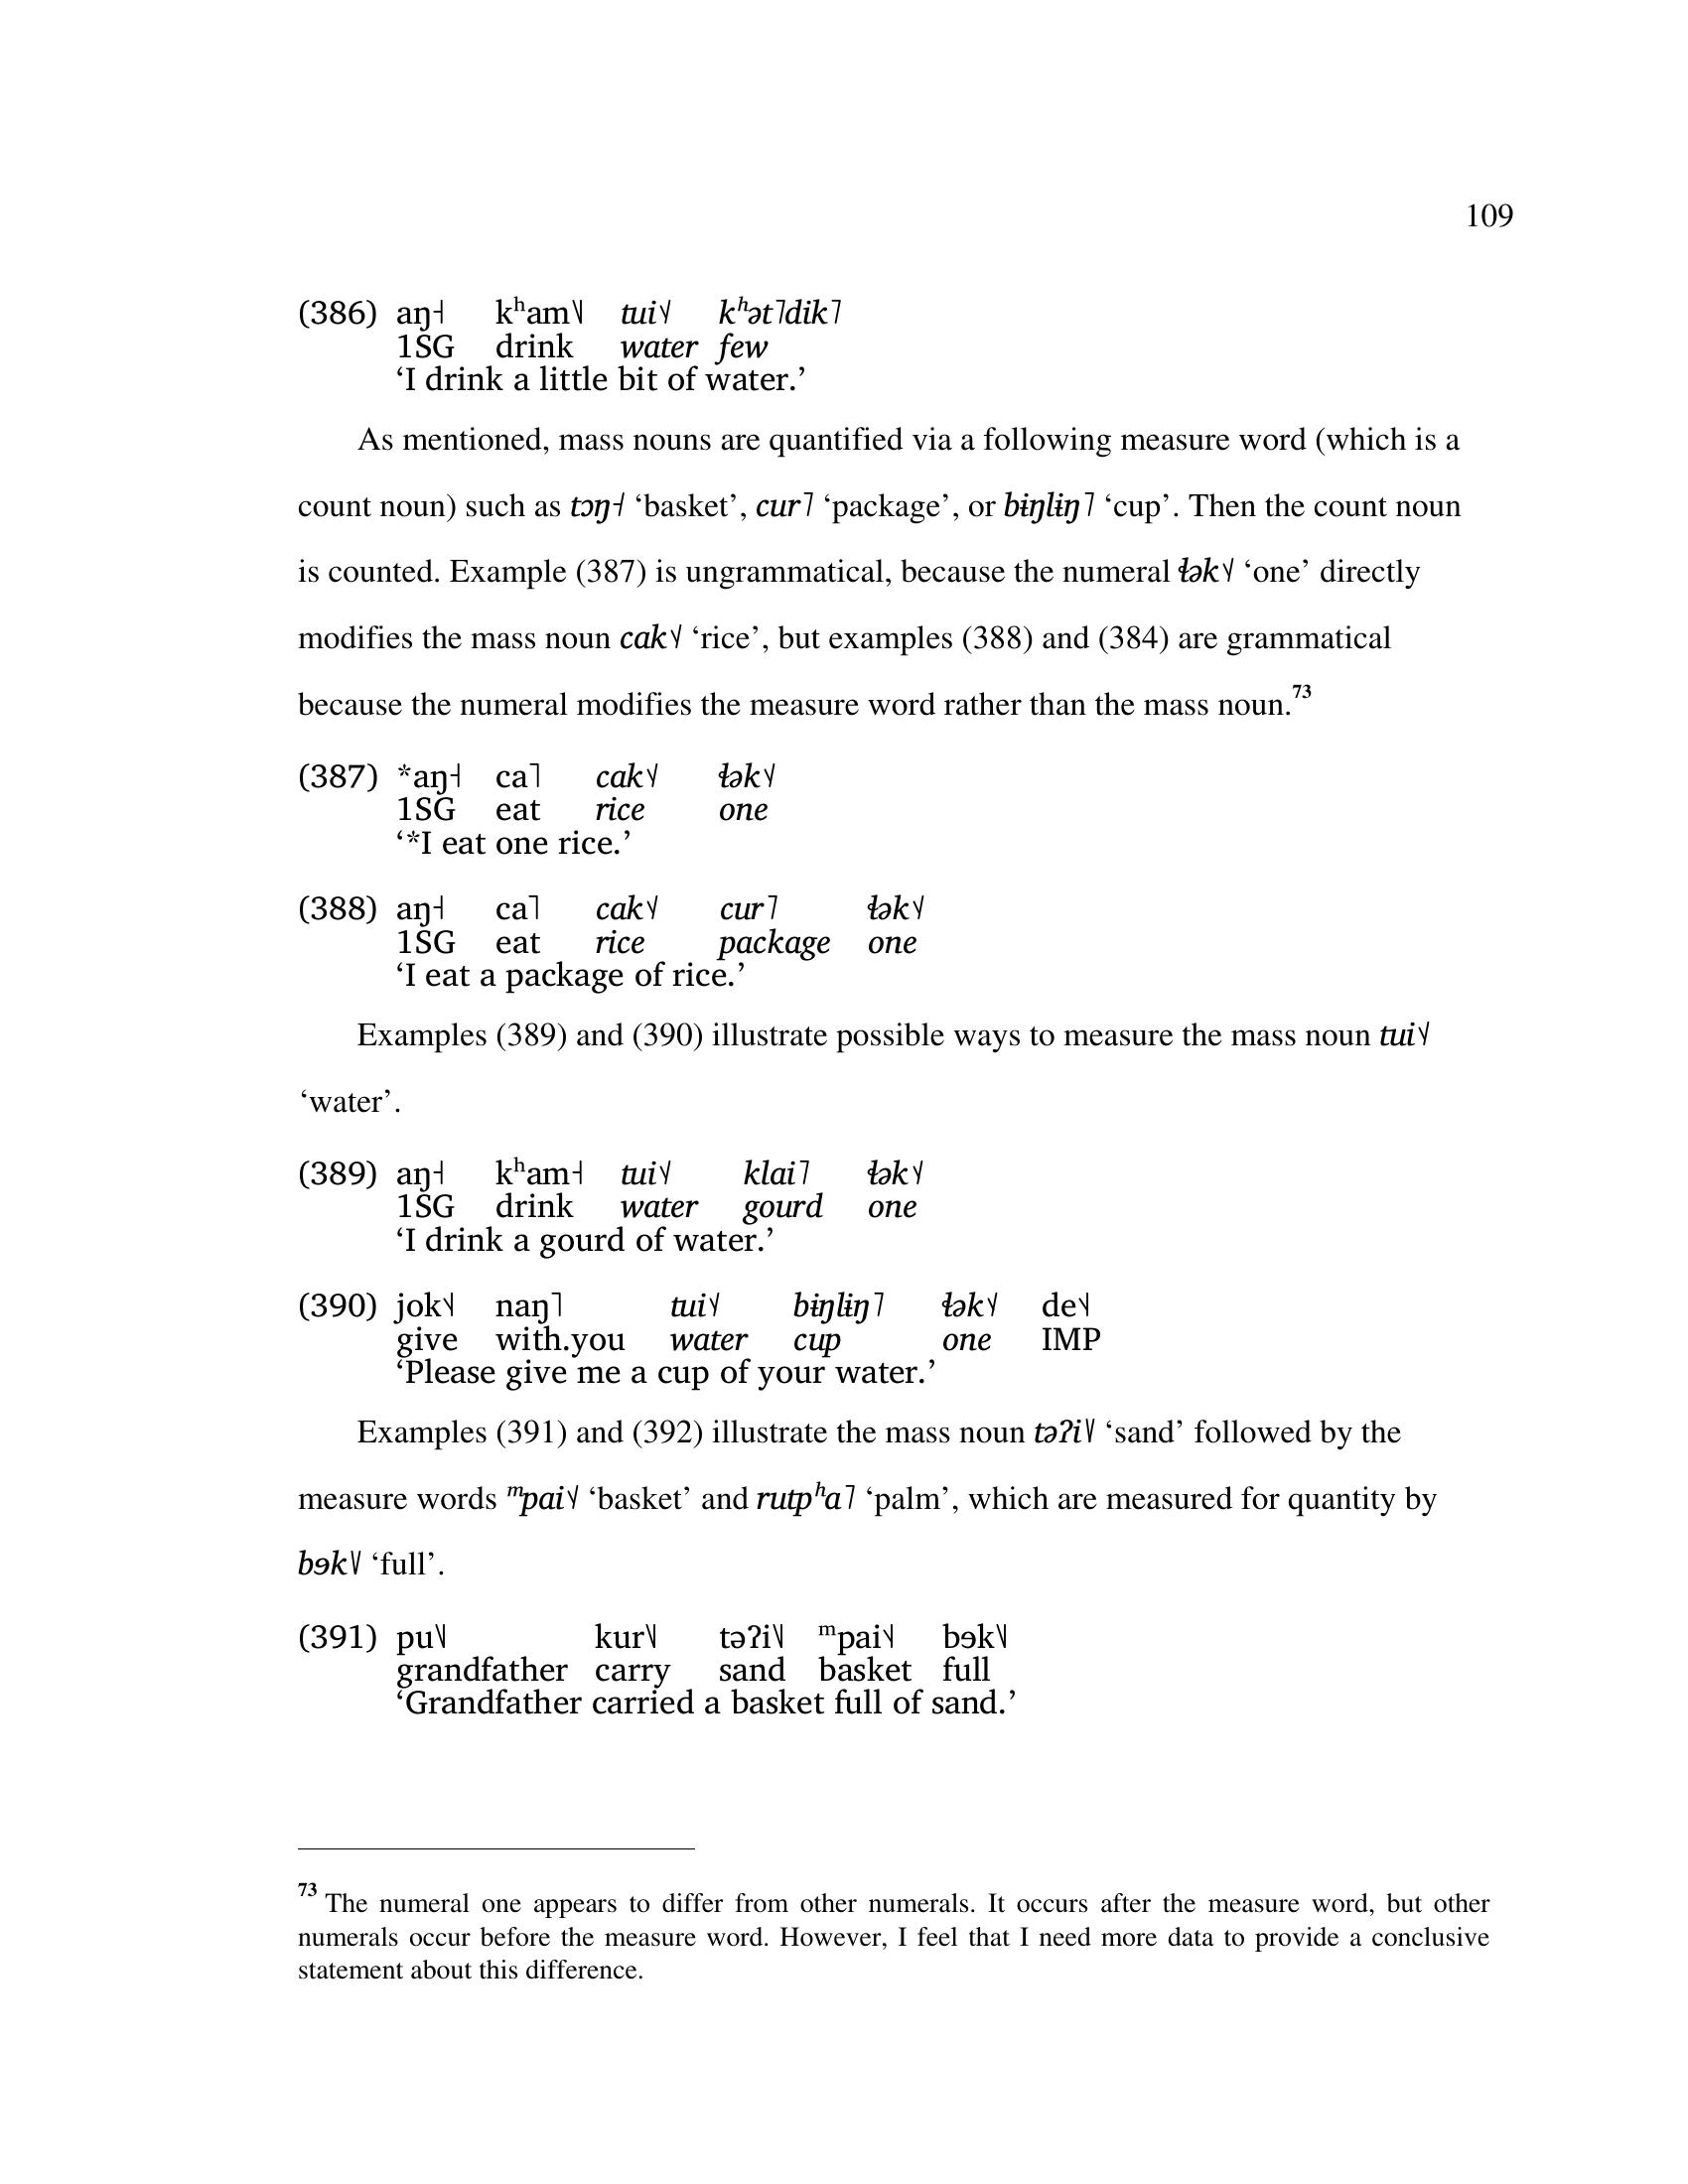 109
(386) aŋ˧ kʰam˥˩˥ tui˧˩˥ kʰət˥dik˥
1SG drink water few
‘I drink a little bit of water.’
As mentioned, mass nouns are quantified via a following measure word (which is a
count noun) such as tɔŋ˧ ‘basket’, cur˥ ‘package’, or bɨŋlɨŋ˥ ‘cup’. Then the count noun
is counted. Example (387) is ungrammatical, because the numeral ɬək˧˩˥ ‘one’ directly
modifies the mass noun cak˧˩˥ ‘rice’, but examples (388) and (384) are grammatical
because the numeral modifies the measure word rather than the mass noun.73
(387) *aŋ˧ ca˥ cak˧˩˥ ɬək˧˩˥
1SG eat rice one
‘*I eat one rice.’
(388) aŋ˧ ca˥ cak˧˩˥ cur˥ ɬək˧˩˥
1SG eat rice package one
‘I eat a package of rice.’
Examples (389) and (390) illustrate possible ways to measure the mass noun tui˧˩˥
‘water’.
(389) aŋ˧ kʰam˧ tui˧˩˥ klai˥ ɬək˧˩˥
1SG drink water gourd one
‘I drink a gourd of water.’
(390) jok˧˩˧ naŋ˥ tui˧˩˥ bɨŋlɨŋ˥ ɬək˧˩˥ de˧˩˧
give with.you water cup one IMP
‘Please give me a cup of your water.’
Examples (391) and (392) illustrate the mass noun təʔi˥˩˥ ‘sand’ followed by the
measure words ᵐpai˧˩˥ ‘basket’ and rutpʰa˥ ‘palm’, which are measured for quantity by
bɘk˥˩˥ ‘full’.
(391) pu˥˩˥ kur˥˩˥ təʔi˥˩˥ ᵐpai˧˩˧ bɘk˥˩˥
grandfather carry sand basket full
‘Grandfather carried a basket full of sand.’
73 The numeral one appears to differ from other numerals. It occurs after the measure word, but other
numerals occur before the measure word. However, I feel that I need more data to provide a conclusive
statement about this difference.